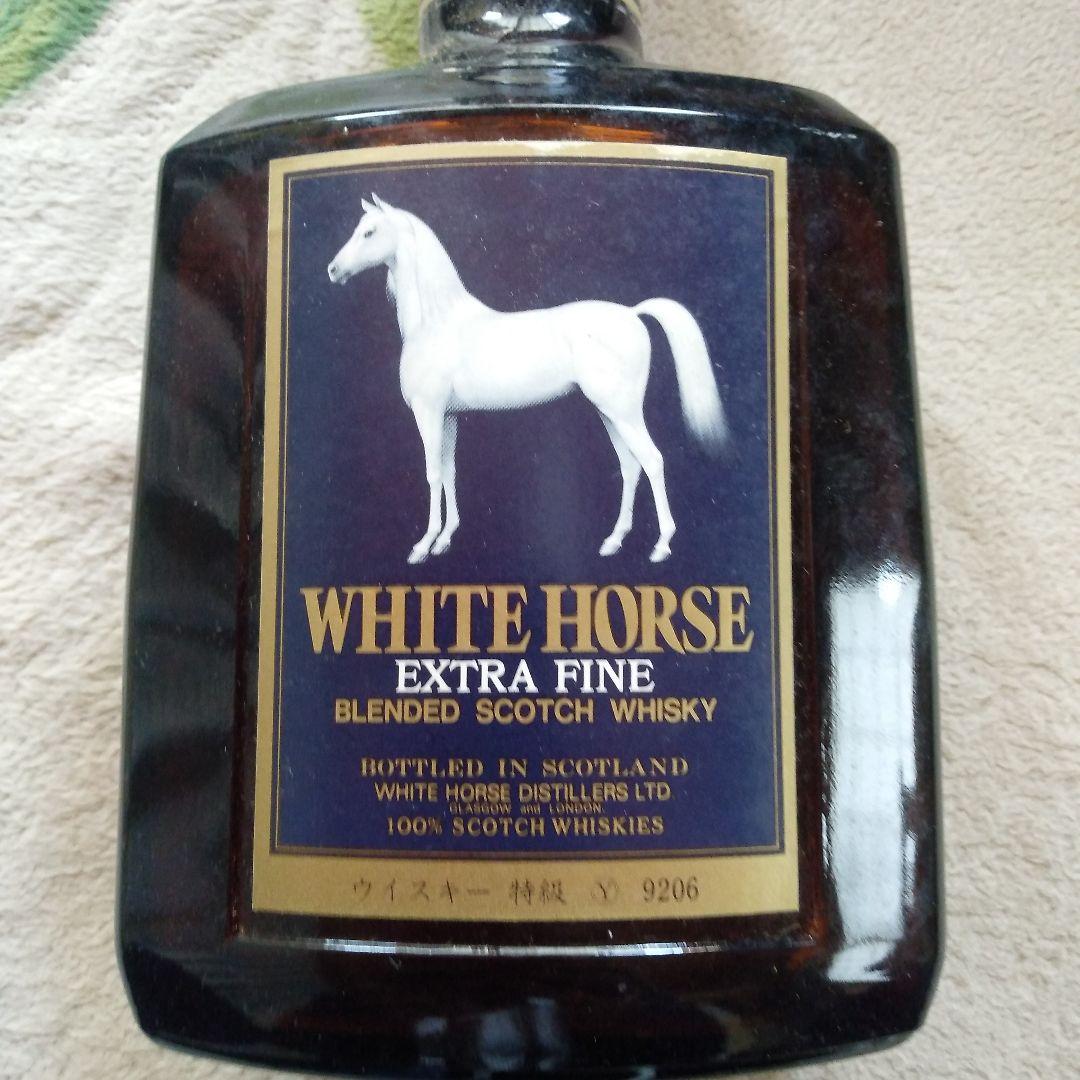 WHITE HORSE
EXTRA FINE
BLENDED SCOTCH WHISKY
BOTTLED IN SCOTLAND
WHITE HORSE DISTILLERS LTD.
GLASGOW and LONDON.
100% SCOTCH WHISKIES
ウイスキー 特級 Ⓨ 9206